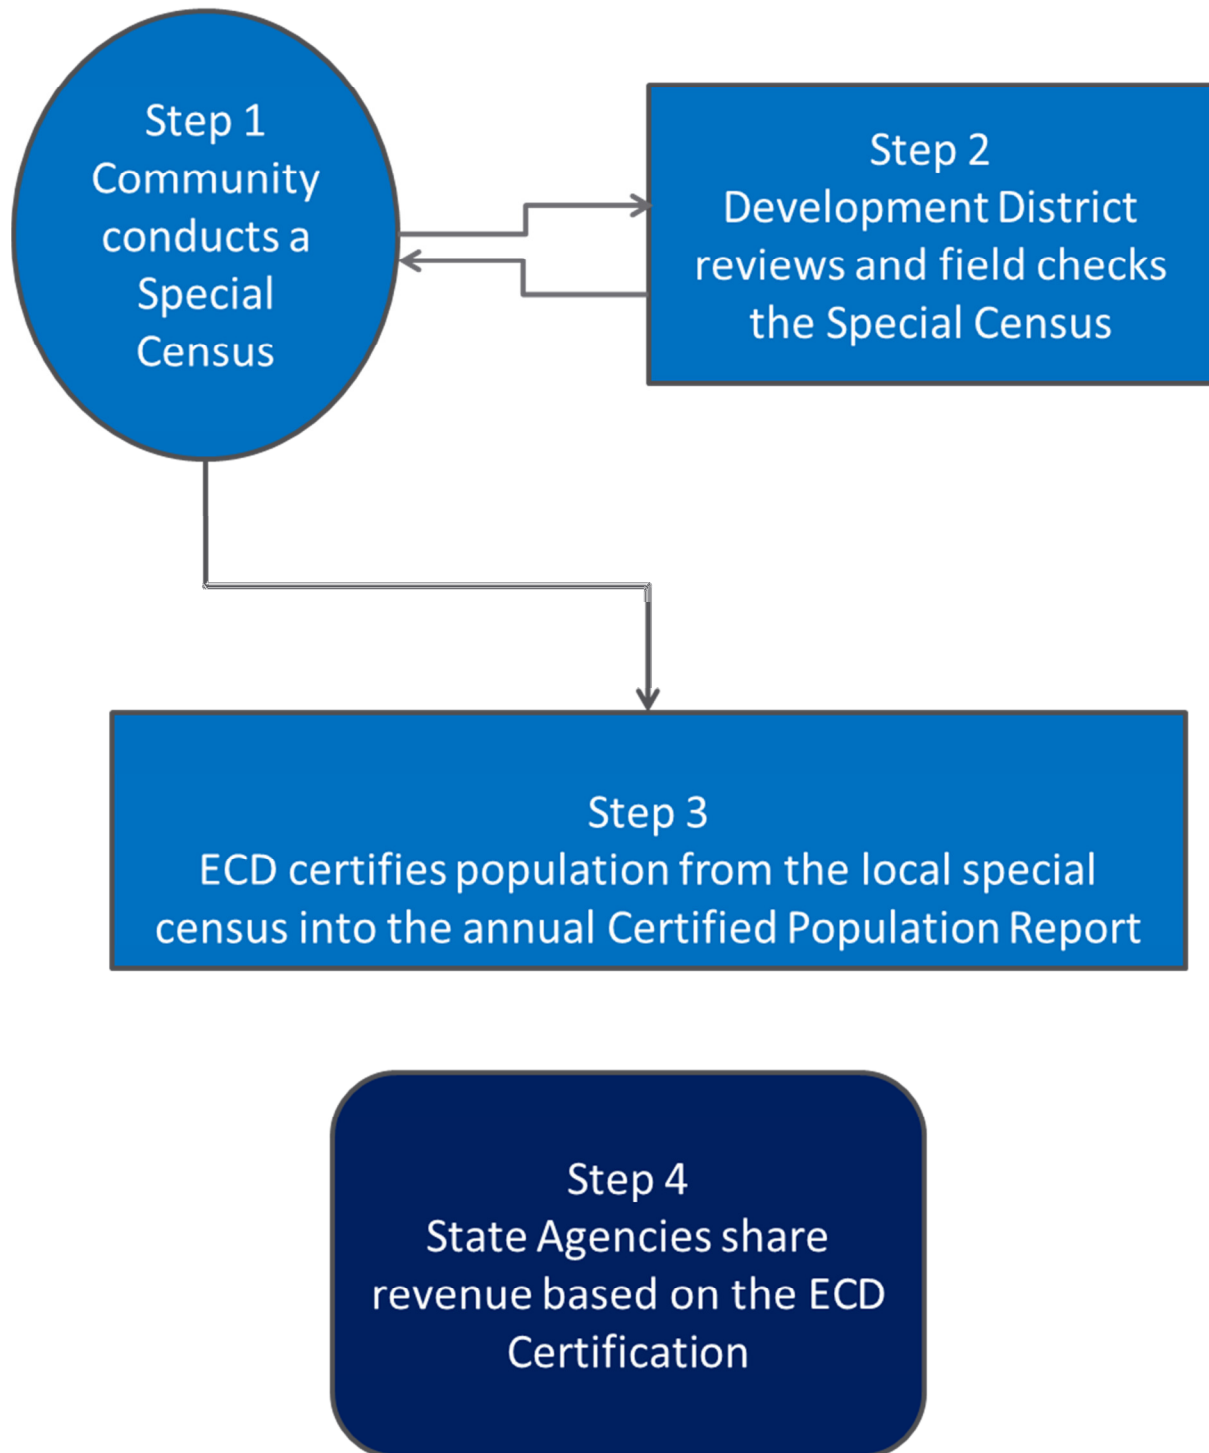 Step 1
Community
conducts a
Special
Census
Step 2
Development District
reviews and field checks
the Special Census
Step 3
ECD certifies population from the local special
census into the annual Certified Population Report
Step 4
State Agencies share
revenue based on the ECD
Certification